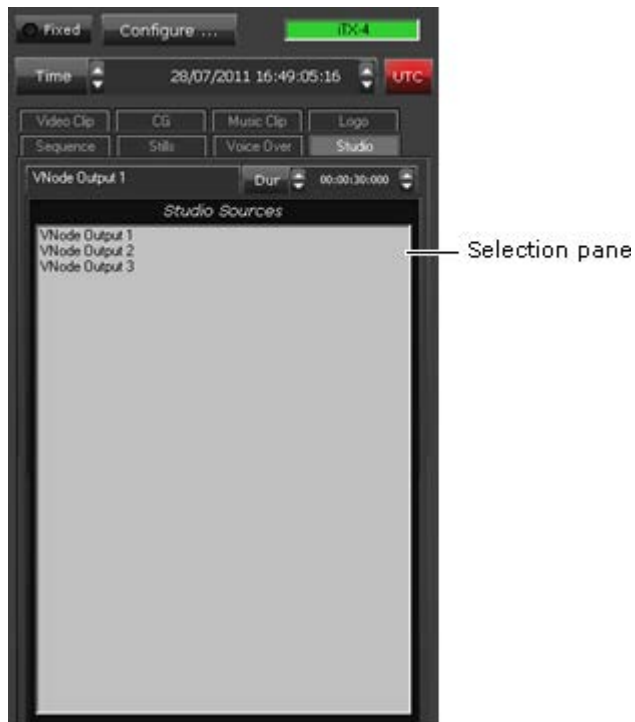 Fixed Configure ... iTX-4
Time 28/07/2011 16:49:05:16 UTC
Video Clip CG Music Clip Logo
Sequence Stills Voice Over Studio
VNode Output 1 Dur 00:00:30:000
Studio Sources
VNode Output 1
VNode Output 2
VNode Output 3
Selection pane